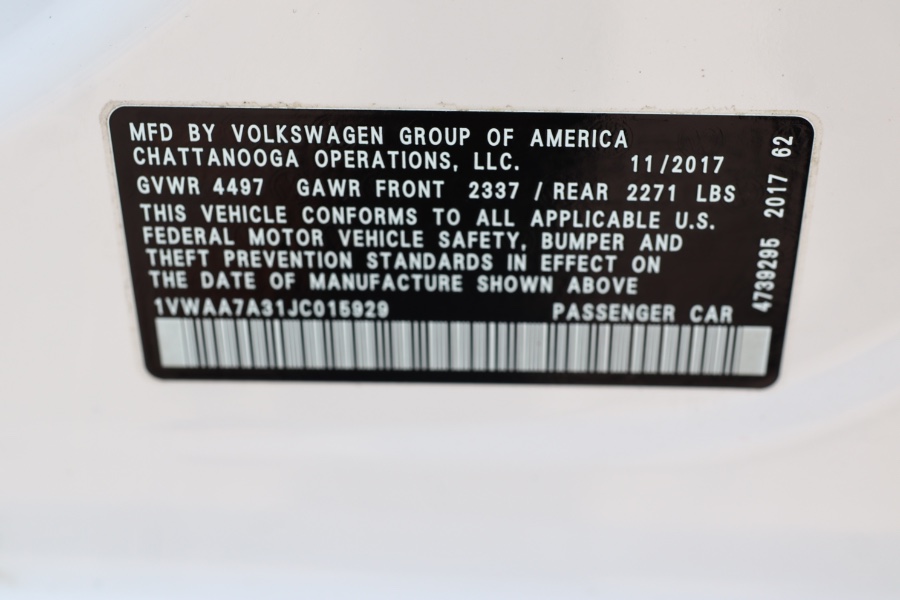 MFD BY VOLKSWAGEN GROUP OF AMERICA
CHATTANOOGA OPERATIONS, LLC. 11/2017
GVWR 4497 GAWR FRONT 2337 / REAR 2271 LBS
THIS VEHICLE CONFORMS TO ALL APPLICABLE U.S.
FEDERAL MOTOR VEHICLE SAFETY, BUMPER AND
THEFT PREVENTION STANDARDS IN EFFECT ON
THE DATE OF MANUFACTURE SHOWN ABOVE
1VWAA7A31JC015929 PASSENGER CAR
4739295 2017 62